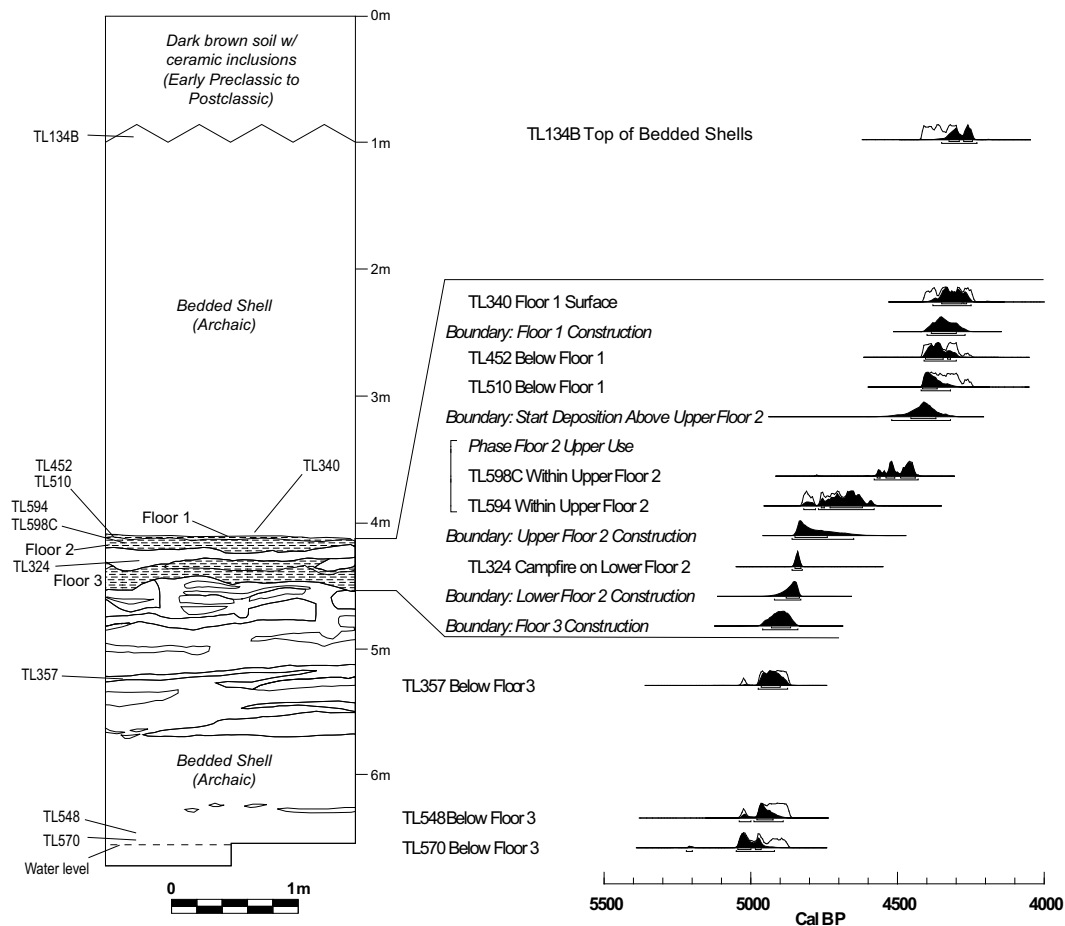 0m
Dark brown soil w/
ceramic inclusions
(Early Preclassic to
Postclassic)
TL134B
1m
2m
Bedded Shell
(Archaic)
3m
TL452
TL510
TL340
TL594
TL598C
Floor 1
4m
Floor 2
TL324
Floor 3
5m
TL357
Bedded Shell
(Archaic)
6m
TL548
TL570
Water level
0
1m
TL134B Top of Bedded Shells
TL340 Floor 1 Surface
Boundary: Floor 1 Construction
TL452 Below Floor 1
TL510 Below Floor 1
Boundary: Start Deposition Above Upper Floor 2
Phase Floor 2 Upper Use
TL598C Within Upper Floor 2
TL594 Within Upper Floor 2
Boundary: Upper Floor 2 Construction
TL324 Campfire on Lower Floor 2
Boundary: Lower Floor 2 Construction
Boundary: Floor 3 Construction
TL357 Below Floor 3
TL548 Below Floor 3
TL570 Below Floor 3
5500 5000 4500 4000
Cal BP